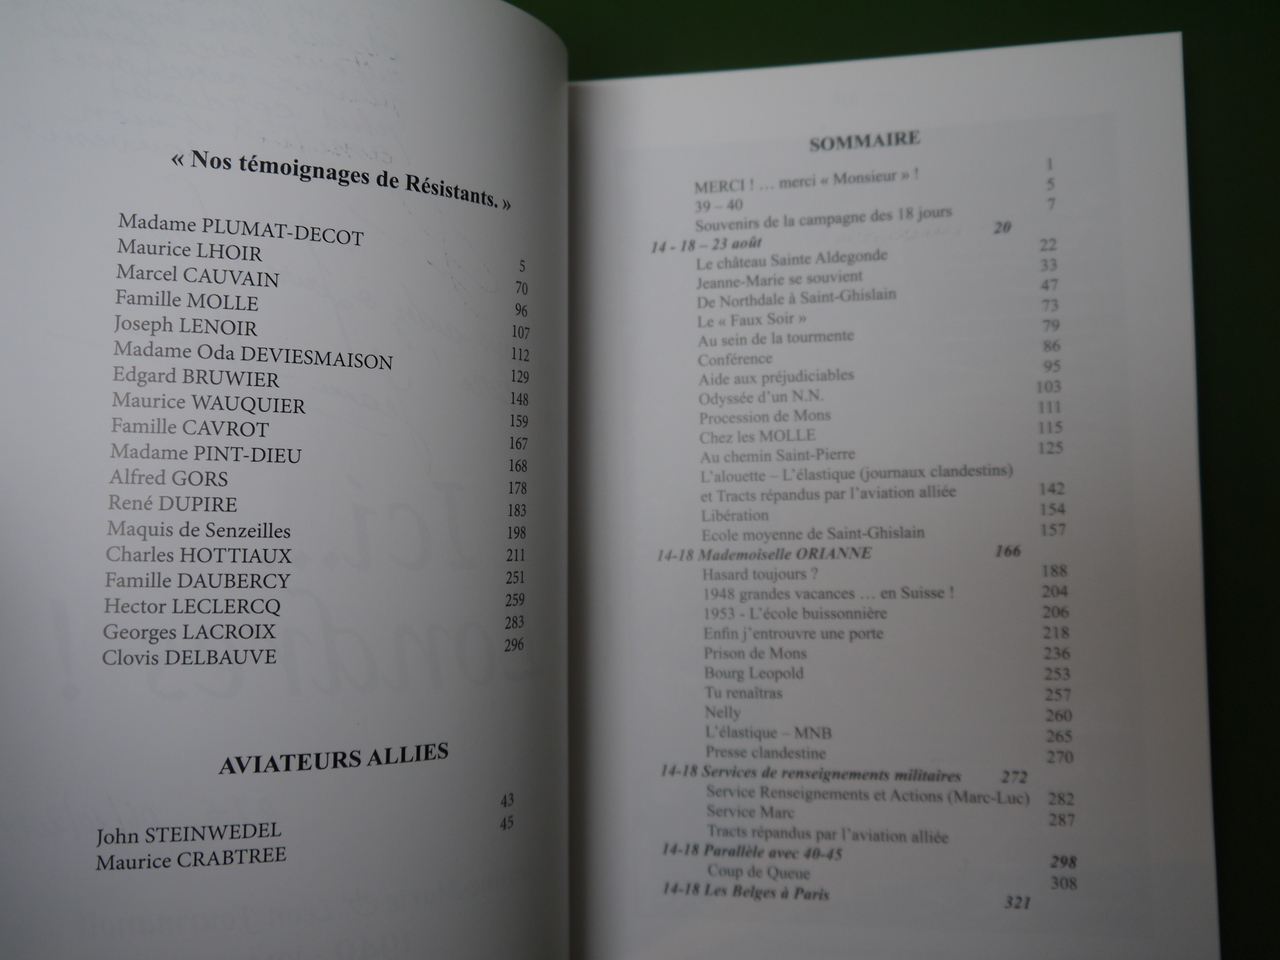 « Nos témoignages de Résistants. »
Madame PLUMAT-DECOT 5
Maurice LHOIR 70
Marcel CAUVAIN 96
Famille MOLLE 107
Joseph LENOIR 112
Madame Oda DEVIESMAISON 129
Edgard BRUWIER 148
Maurice WAUQUIER 159
Famille CAVROT 167
Madame PINT-DIEU 168
Alfred GORS 178
René DUPIRE 183
Maquis de Senzeilles 198
Charles HOTTIAUX 211
Famille DAUBERCY 251
Hector LECLERCQ 259
Georges LACROIX 283
Clovis DELBAUVE 296
AVIATEURS ALLIES
John STEINWEDEL 43
Maurice CRABTREE 45
SOMMAIRE
MERCI ! … merci « Monsieur » ! 1
39 – 40 5
Souvenirs de la campagne des 18 jours 7
14 - 18 – 23 août 20
Le château Sainte Aldegonde 22
Jeanne-Marie se souvient 33
De Northdale à Saint-Ghislain 47
Le « Faux Soir » 73
Au sein de la tourmente 79
Conférence 86
Aide aux préjudiciables 95
Odyssée d’un N.N. 103
Procession de Mons 111
Chez les MOLLE 115
Au chemin Saint-Pierre 125
L’alouette – L’élastique (journaux clandestins)
et Tracts répandus par l’aviation alliée 142
Libération 154
Ecole moyenne de Saint-Ghislain 157
14-18 Mademoiselle ORIANNE 166
Hasard toujours ? 188
1948 grandes vacances … en Suisse ! 204
1953 - L’école buissonnière 206
Enfin j’entrouvre une porte 218
Prison de Mons 236
Bourg Leopold 253
Tu renaîtras 257
Nelly 260
L’élastique – MNB 265
Presse clandestine 270
14-18 Services de renseignements militaires 272
Service Renseignements et Actions (Marc-Luc) 282
Service Marc 287
Tracts répandus par l’aviation alliée
14-18 Parallèle avec 40-45 298
Coup de Queue 308
14-18 Les Belges à Paris 321